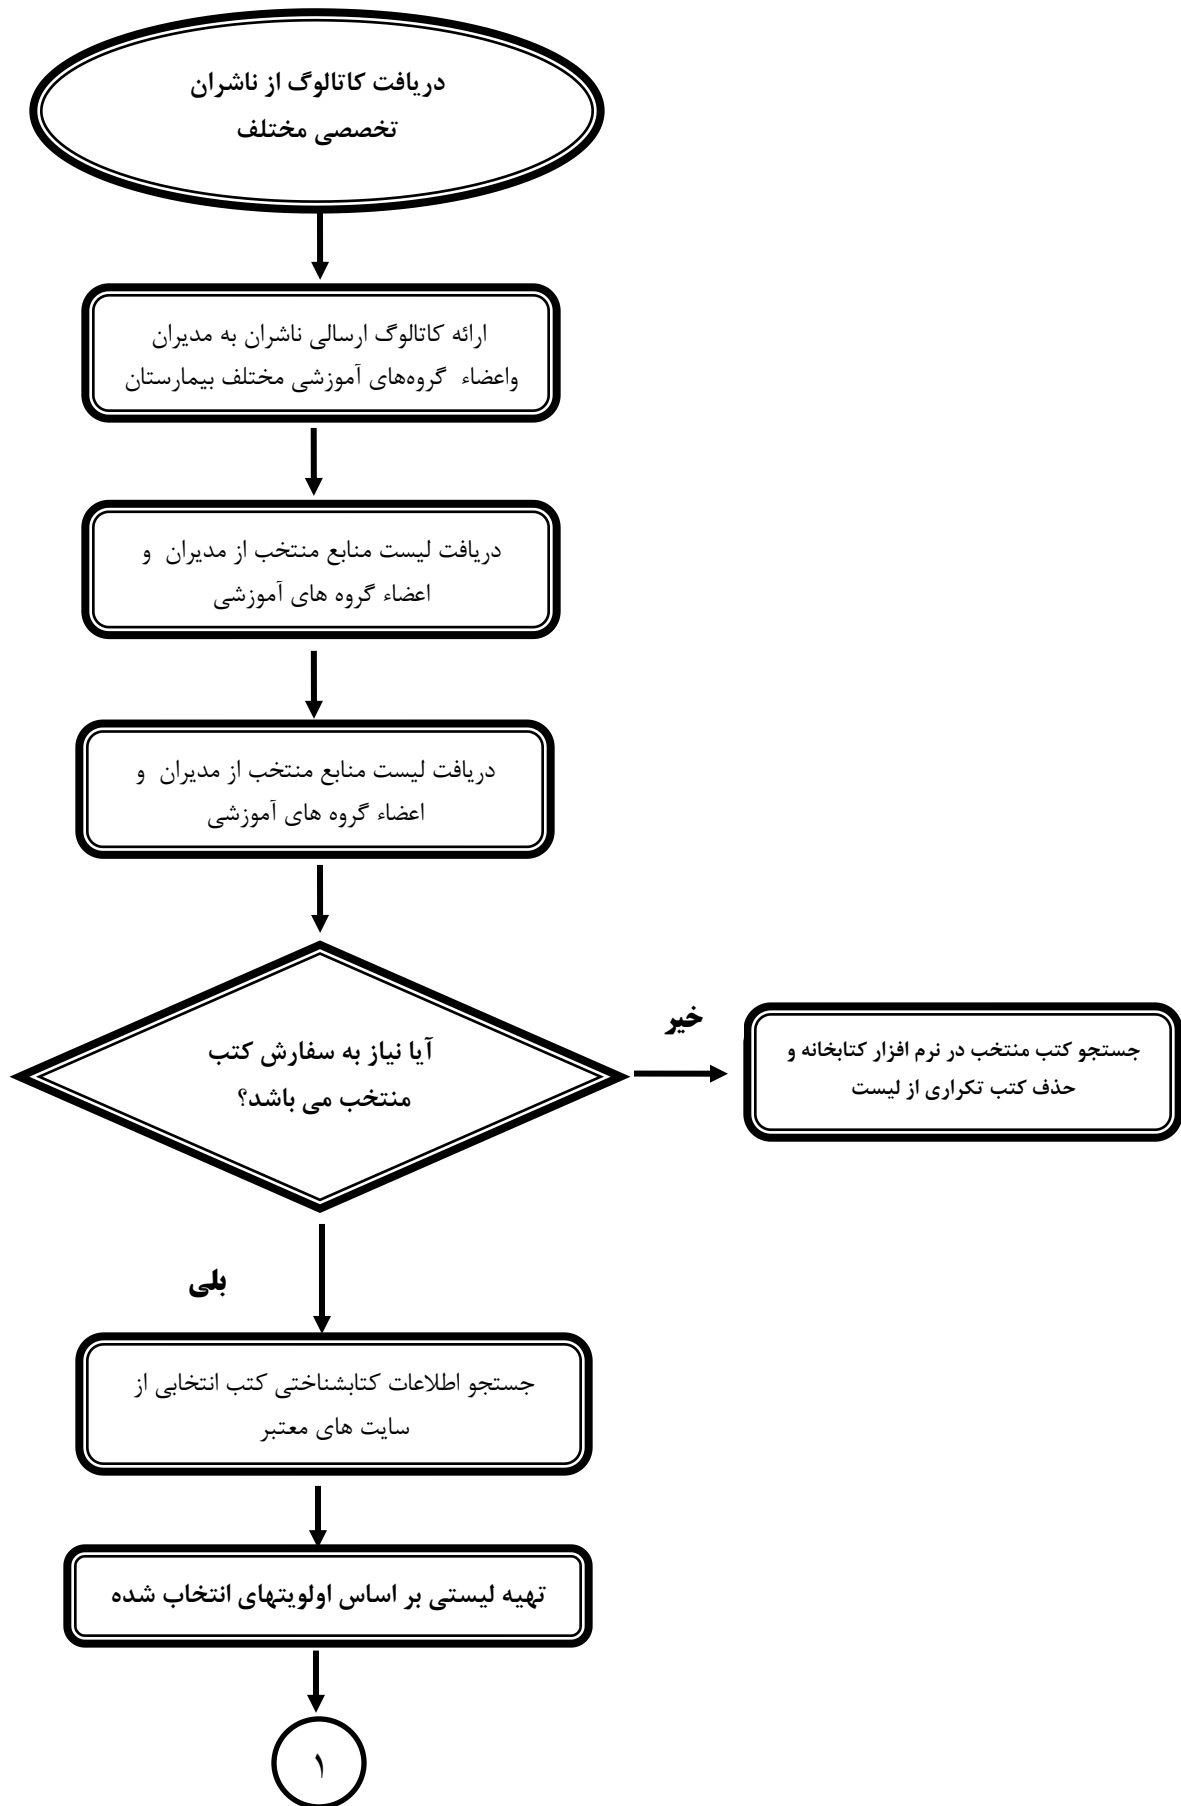 دریافت کاتالوگ از ناشران
تخصصی مختلف
ارائه کاتالوگ ارسالی ناشران به مدیران
واعضاء گروه‌های آموزشی مختلف بیمارستان
دریافت لیست منابع منتخب از مدیران و
اعضاء گروه های آموزشی
دریافت لیست منابع منتخب از مدیران و
اعضاء گروه های آموزشی
آیا نیاز به سفارش کتب
منتخب می باشد؟
خیر
جستجو کتب منتخب در نرم افزار کتابخانه و
حذف کتب تکراری از لیست
بلی
جستجو اطلاعات کتابشناختی کتب انتخابی از
سایت های معتبر
تهیه لیستی بر اساس اولویتهای انتخاب شده
۱